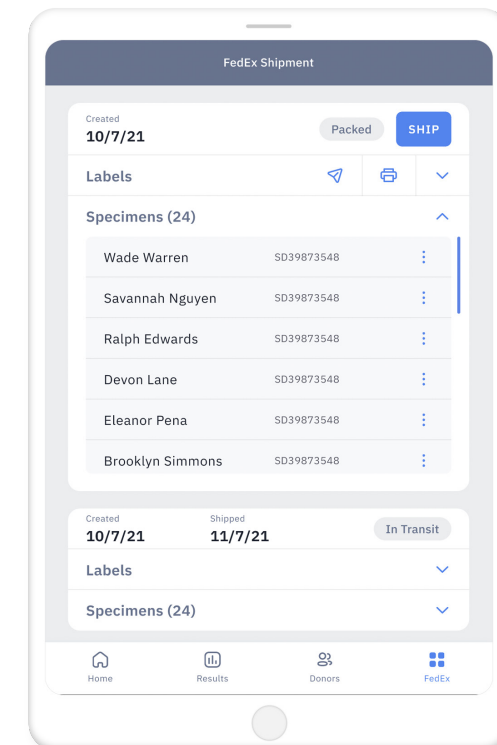 FedEx Shipment
Created
10/7/21
Packed
SHIP
Labels
Specimens (24)
Wade Warren SD39873548
Savannah Nguyen SD39873548
Ralph Edwards SD39873548
Devon Lane SD39873548
Eleanor Pena SD39873548
Brooklyn Simmons SD39873548
Created Shipped
10/7/21 11/7/21
In Transit
Labels
Specimens (24)
Home Results Donors FedEx